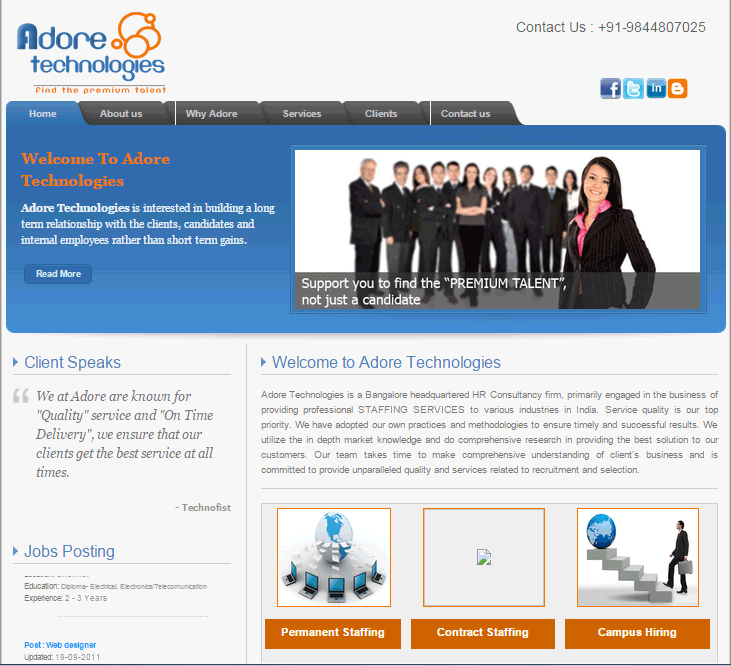 Adore
technologies
find the premium talent
Contact Us : +91-9844807025
Home About us Why Adore Services Clients Contact us
Welcome To Adore
Technologies
Adore Technologies is interested in building a long
term relationship with the clients, candidates and
internal employees rather than short term gains.
Read More
Support you to find the “PREMIUM TALENT”,
not just a candidate
Client Speaks
We at Adore are known for
"Quality" service and "On Time
Delivery", we ensure that our
clients get the best service at all
times.
- Technofist
Jobs Posting
Education: Diploma- Electrical, Electronics/Telecomunication
Experience: 2 - 3 Years
Post : Web designer
Updated: 19-09-2011
Welcome to Adore Technologies
Adore Technologies is a Bangalore headquartered HR Consultancy firm, primarily engaged in the business of
providing professional STAFFING SERVICES to various industries in India. Service quality is our top
priority. We have adopted our own practices and methodologies to ensure timely and successful results. We
utilize the in depth market knowledge and do comprehensive research in providing the best solution to our
customers. Our team takes time to make comprehensive understanding of client's business and is
committed to provide unparalleled quality and services related to recruitment and selection.
Permanent Staffing Contract Staffing Campus Hiring